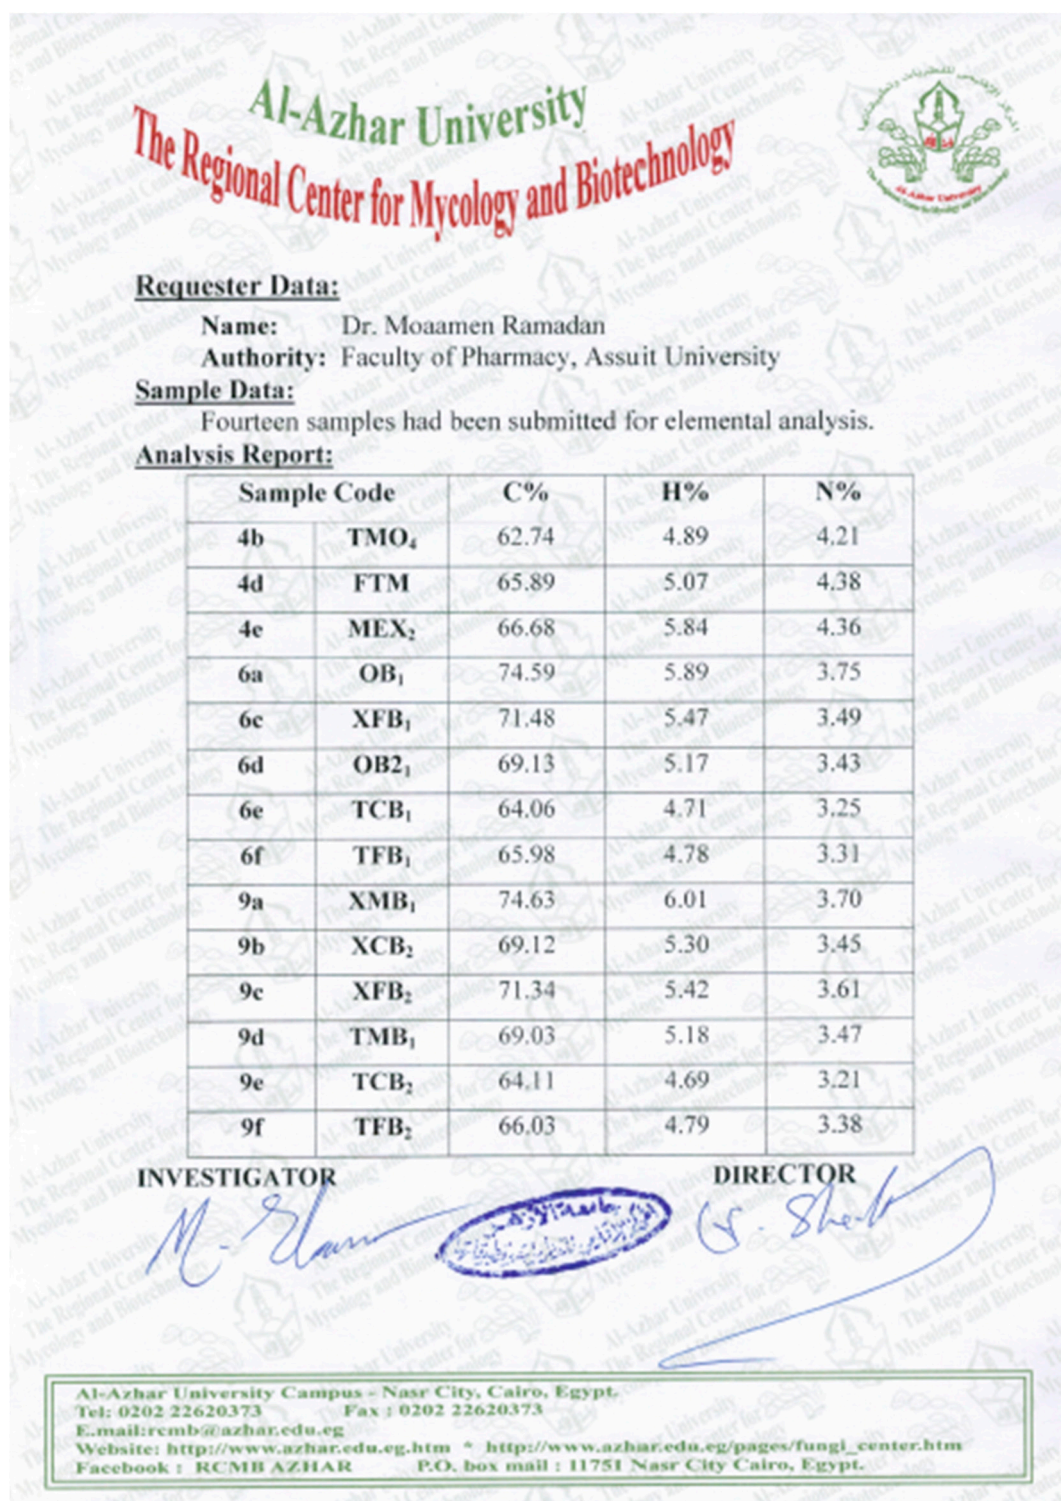 Al-Azhar University
The Regional Center for Mycology and Biotechnology
Al-Azhar University
Requester Data:
Name: Dr. Moaamen Ramadan
Authority: Faculty of Pharmacy, Assuit University
Sample Data:
Fourteen samples had been submitted for elemental analysis.
Analysis Report:
Sample Code C% H% N%
4b TMO₄ 62.74 4.89 4.21
4d FTM 65.89 5.07 4.38
4e MEX₂ 66.68 5.84 4.36
6a OB₁ 74.59 5.89 3.75
6c XFB₁ 71.48 5.47 3.49
6d OB2₁ 69.13 5.17 3.43
6e TCB₁ 64.06 4.71 3.25
6f TFB₁ 65.98 4.78 3.31
9a XMB₁ 74.63 6.01 3.70
9b XCB₂ 69.12 5.30 3.45
9c XFB₂ 71.34 5.42 3.61
9d TMB₁ 69.03 5.18 3.47
9e TCB₂ 64.11 4.69 3.21
9f TFB₂ 66.03 4.79 3.38
INVESTIGATOR DIRECTOR
Al-Azhar University Campus - Nasr City, Cairo, Egypt.
Tel: 0202 22620373 Fax : 0202 22620373
E.mail:rcmb@azhar.edu.eg
Website: http://www.azhar.edu.eg.htm * http://www.azhar.edu.eg/pages/fungi_center.htm
Facebook : RCMB AZHAR P.O. box mail : 11751 Nasr City Cairo, Egypt.